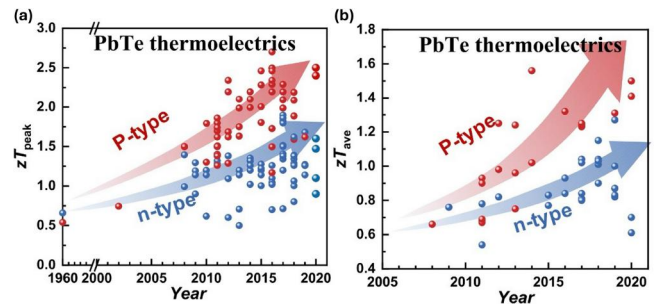 (a)
PbTe thermoelectrics
3.0
2.5
2.0
1.5
1.0
0.5
0.0
zTpeak
P-type
n-type
1960 2000 2005 2010 2015 2020
Year
(b)
PbTe thermoelectrics
1.8
1.6
1.4
1.2
1.0
0.8
0.6
0.4
zTave
P-type
n-type
2005 2010 2015 2020
Year